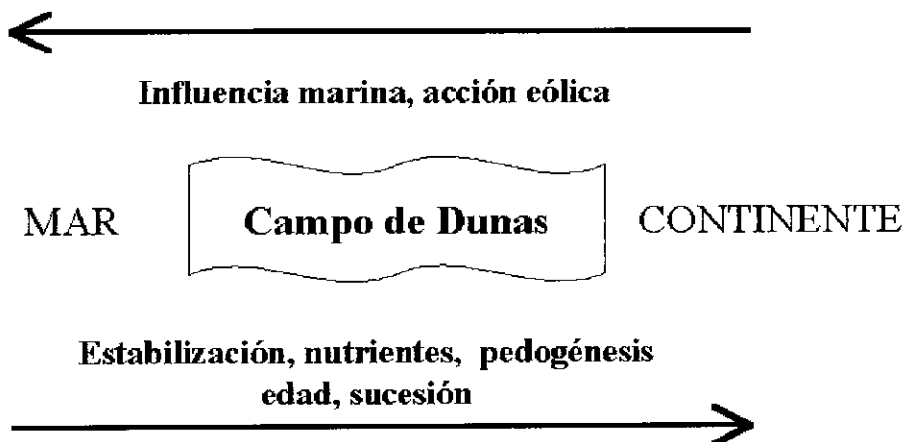 Influencia marina, acción eólica
MAR
Campo de Dunas
CONTINENTE
Estabilización, nutrientes, pedogénesis
edad, sucesión